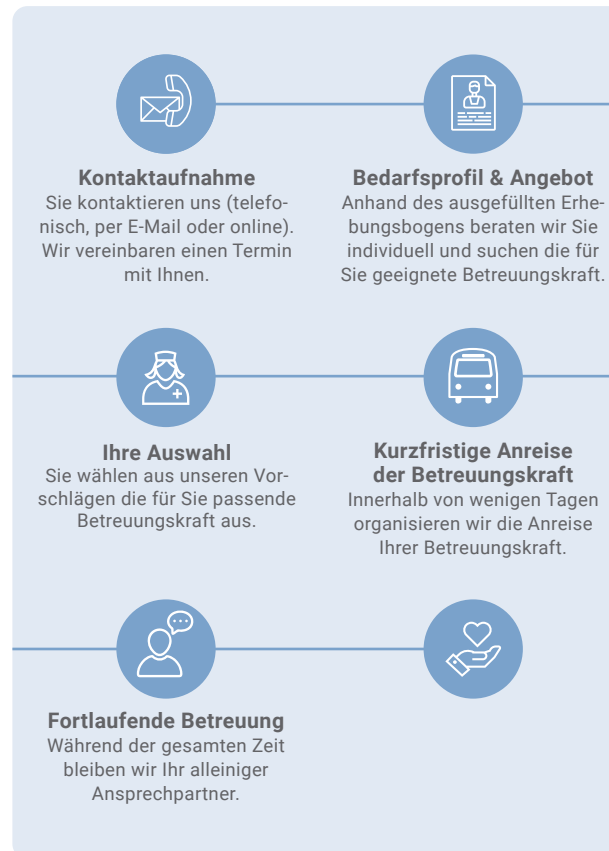 Kontaktaufnahme
Sie kontaktieren uns (telefo-
nisch, per E-Mail oder online).
Wir vereinbaren einen Termin
mit Ihnen.
Bedarfsprofil & Angebot
Anhand des ausgefüllten Erhe-
bungsbogens beraten wir Sie
individuell und suchen die für
Sie geeignete Betreuungskraft.
Ihre Auswahl
Sie wählen aus unseren Vor-
schlägen die für Sie passende
Betreuungskraft aus.
Kurzfristige Anreise
der Betreuungskraft
Innerhalb von wenigen Tagen
organisieren wir die Anreise
Ihrer Betreuungskraft.
Fortlaufende Betreuung
Während der gesamten Zeit
bleiben wir Ihr alleiniger
Ansprechpartner.